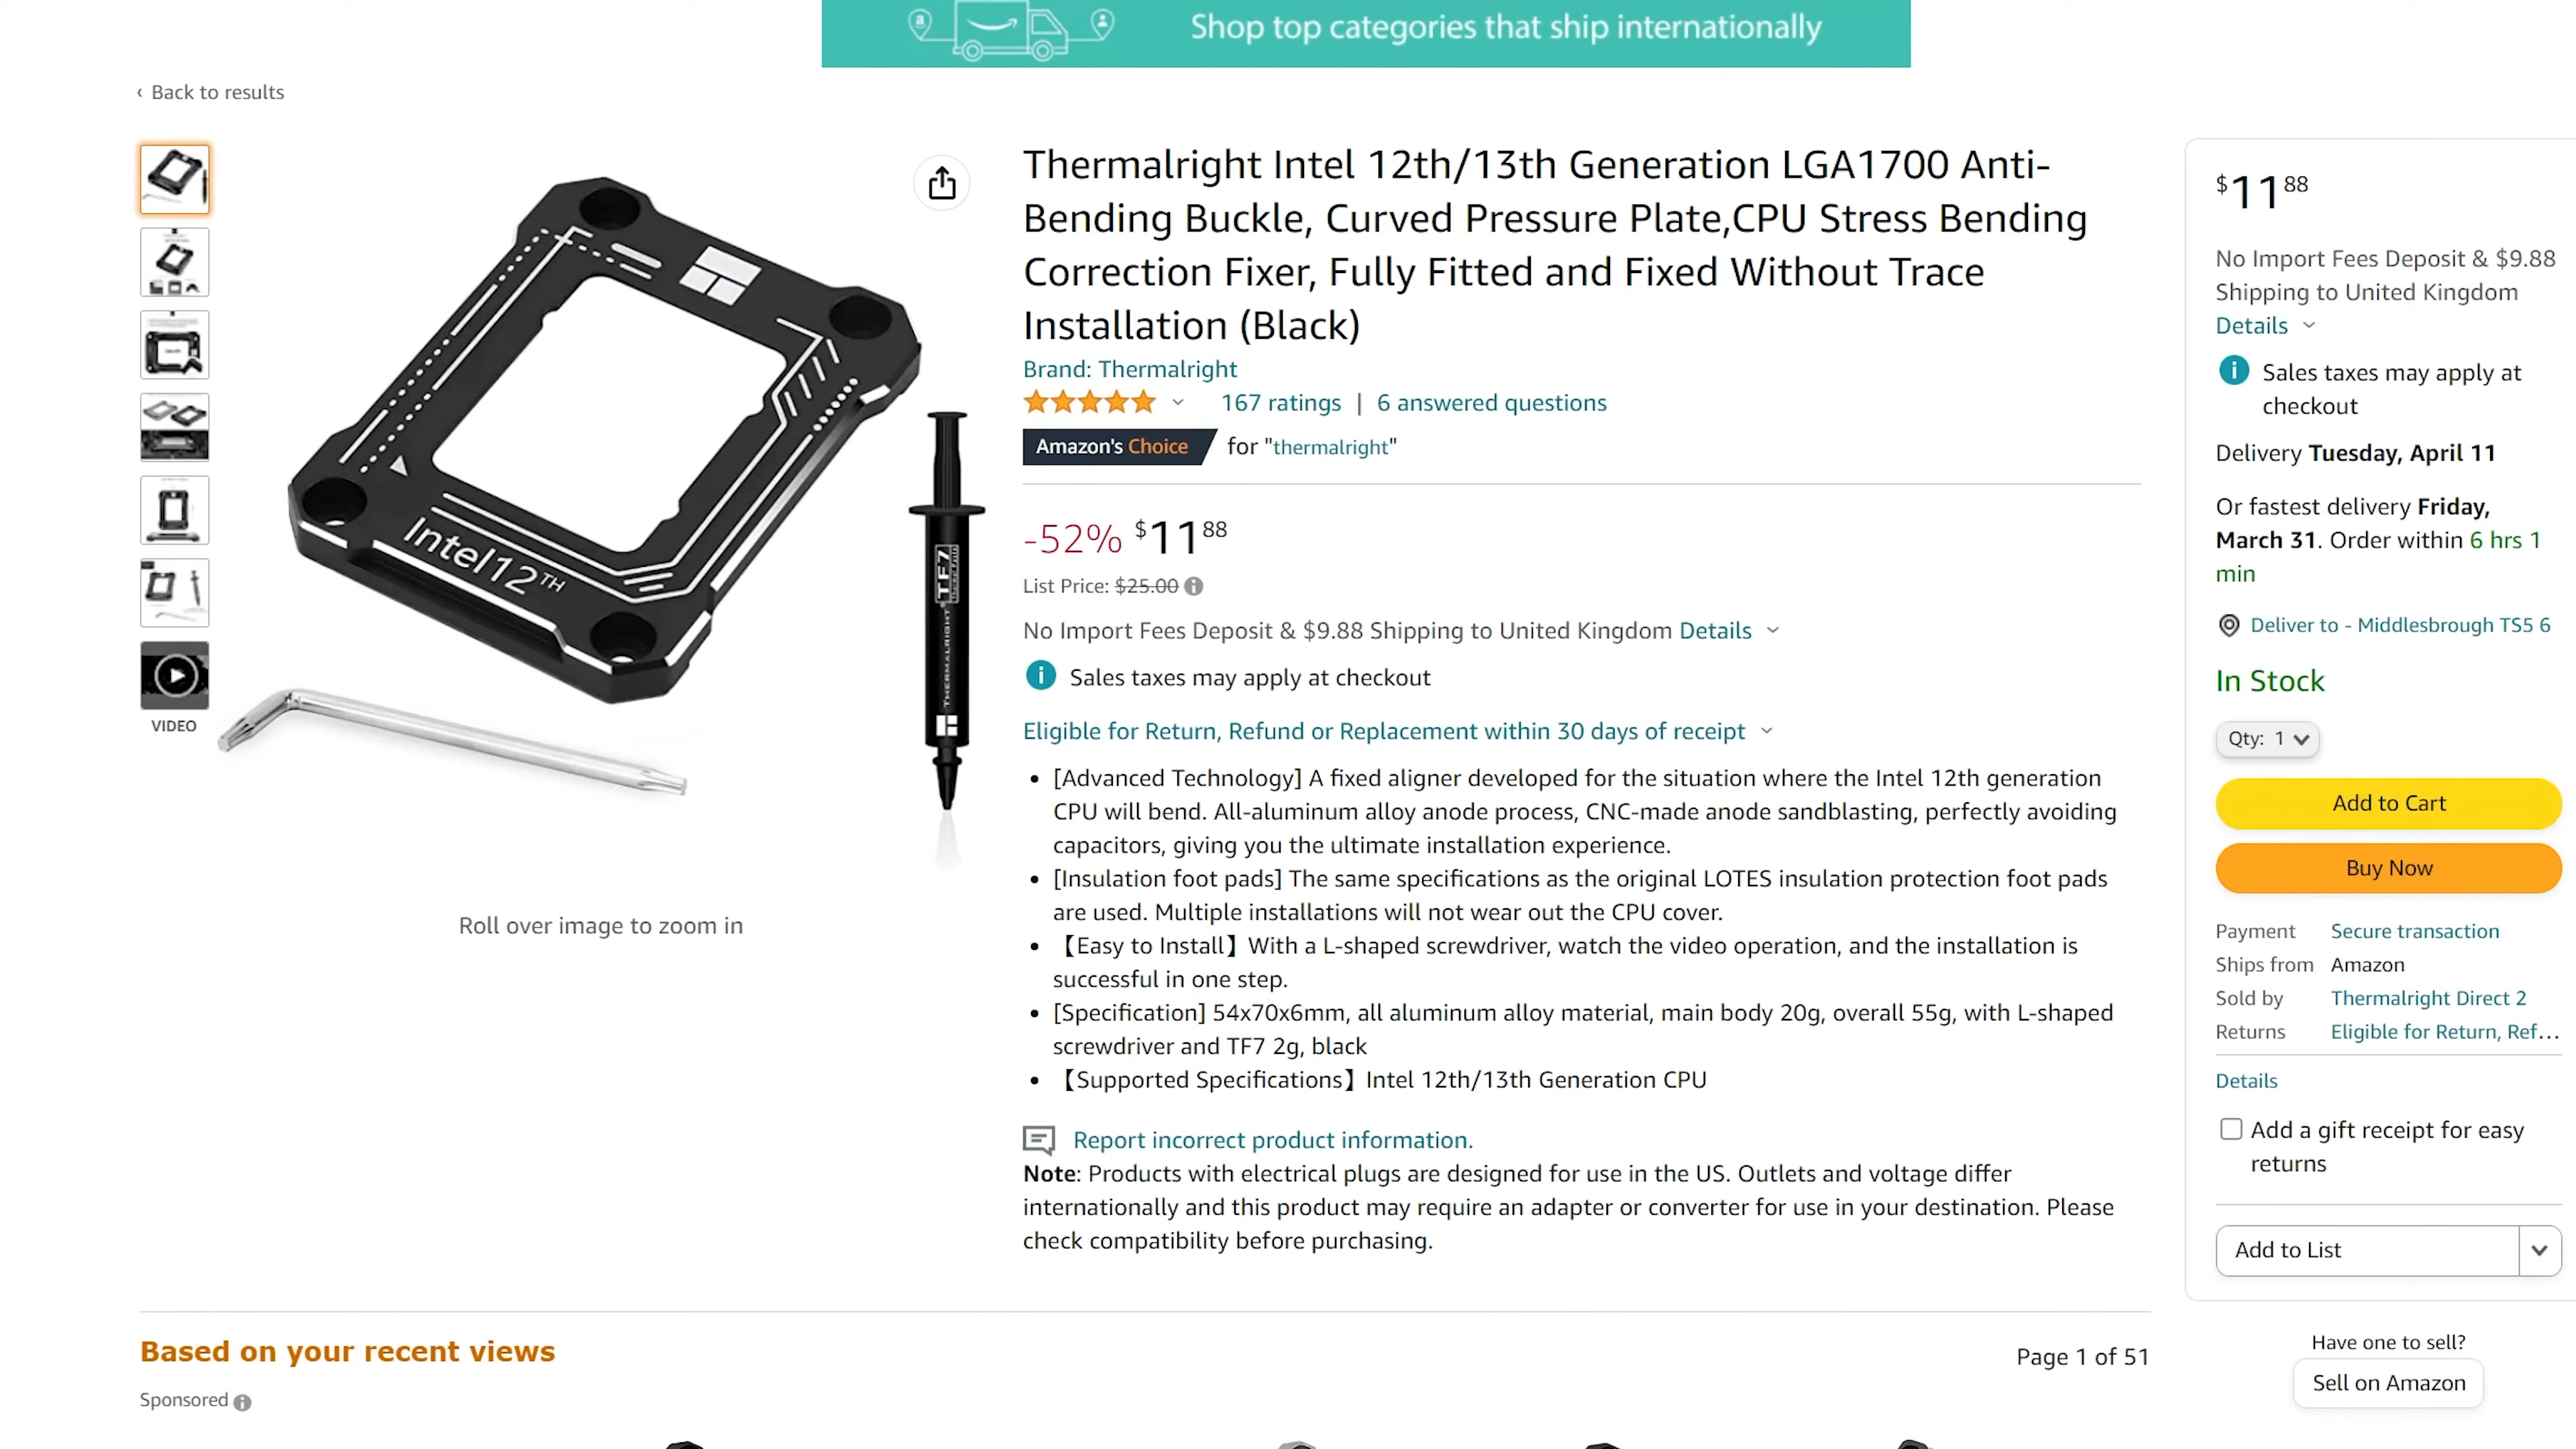 Shop top categories that ship internationally
‹ Back to results
VIDEO
Intel12TH
TF7
THERMALRIGHT
Roll over image to zoom in
Thermalright Intel 12th/13th Generation LGA1700 Anti-
Bending Buckle, Curved Pressure Plate,CPU Stress Bending
Correction Fixer, Fully Fitted and Fixed Without Trace
Installation (Black)
Brand: Thermalright
167 ratings | 6 answered questions
Amazon's Choice for "thermalright"
-52% $11 88
List Price: $25.00
No Import Fees Deposit & $9.88 Shipping to United Kingdom Details
Sales taxes may apply at checkout
Eligible for Return, Refund or Replacement within 30 days of receipt
• [Advanced Technology] A fixed aligner developed for the situation where the Intel 12th generation
CPU will bend. All-aluminum alloy anode process, CNC-made anode sandblasting, perfectly avoiding
capacitors, giving you the ultimate installation experience.
• [Insulation foot pads] The same specifications as the original LOTES insulation protection foot pads
are used. Multiple installations will not wear out the CPU cover.
• 【Easy to Install】With a L-shaped screwdriver, watch the video operation, and the installation is
successful in one step.
• [Specification] 54x70x6mm, all aluminum alloy material, main body 20g, overall 55g, with L-shaped
screwdriver and TF7 2g, black
• 【Supported Specifications】Intel 12th/13th Generation CPU
Report incorrect product information.
Note: Products with electrical plugs are designed for use in the US. Outlets and voltage differ
internationally and this product may require an adapter or converter for use in your destination. Please
check compatibility before purchasing.
$11 88
No Import Fees Deposit & $9.88
Shipping to United Kingdom
Details
Sales taxes may apply at
checkout
Delivery Tuesday, April 11
Or fastest delivery Friday,
March 31. Order within 6 hrs 1
min
Deliver to - Middlesbrough TS5 6
In Stock
Qty: 1
Add to Cart
Buy Now
Payment Secure transaction
Ships from Amazon
Sold by Thermalright Direct 2
Returns Eligible for Return, Ref…
Details
Add a gift receipt for easy
returns
Add to List
Have one to sell?
Sell on Amazon
Based on your recent views
Page 1 of 51
Sponsored